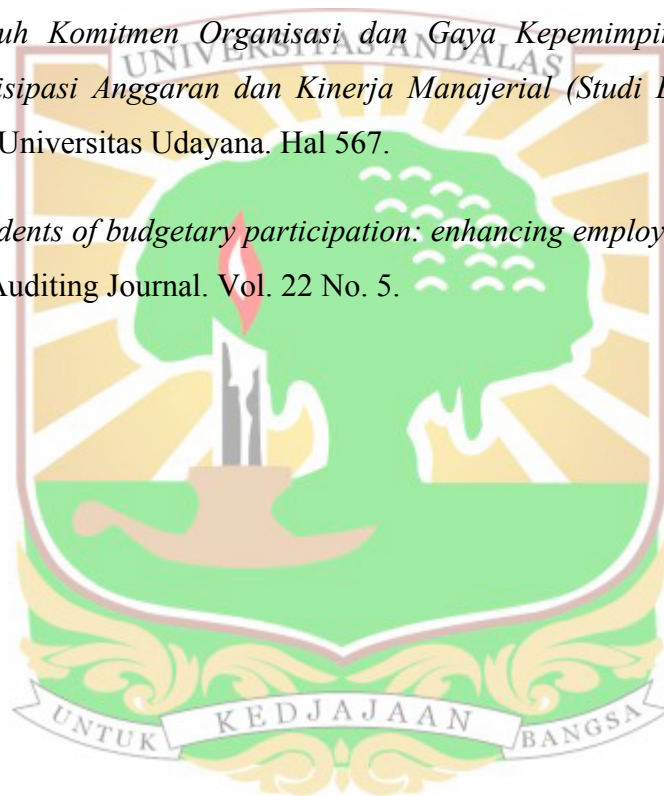 uh Komitmen Organisasi dan Gaya Kepemimpin
UNIVERSITAS ANDALAS
isipasi Anggaran dan Kinerja Manajerial (Studi
Universitas Udayana. Hal 567.
dents of budgetary participation: enhancing employ
Auditing Journal. Vol. 22 No. 5.
UNTUK KEDJAJAAN BANGSA